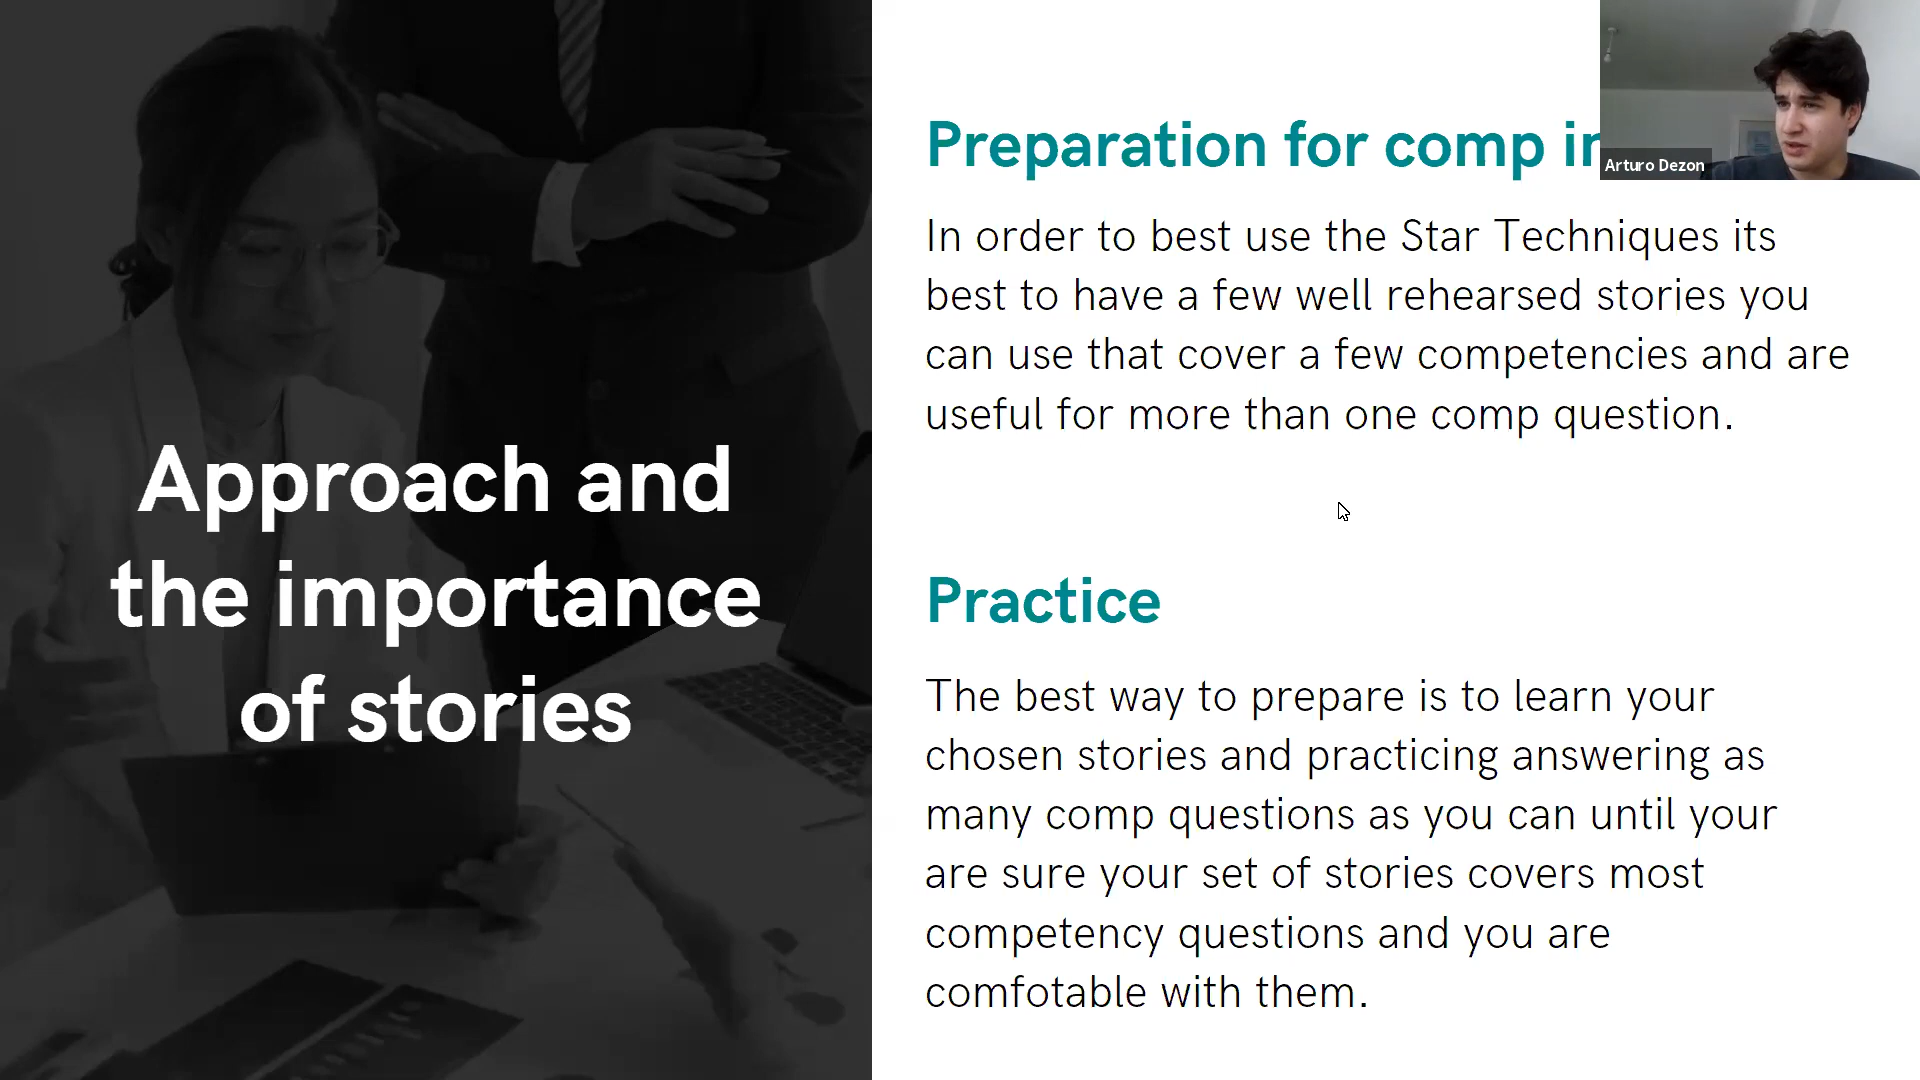 Approach and
the importance
of stories
Preparation for comp in
Arturo Dezon
In order to best use the Star Techniques its
best to have a few well rehearsed stories you
can use that cover a few competencies and are
useful for more than one comp question.
Practice
The best way to prepare is to learn your
chosen stories and practicing answering as
many comp questions as you can until your
are sure your set of stories covers most
competency questions and you are
comfotable with them.